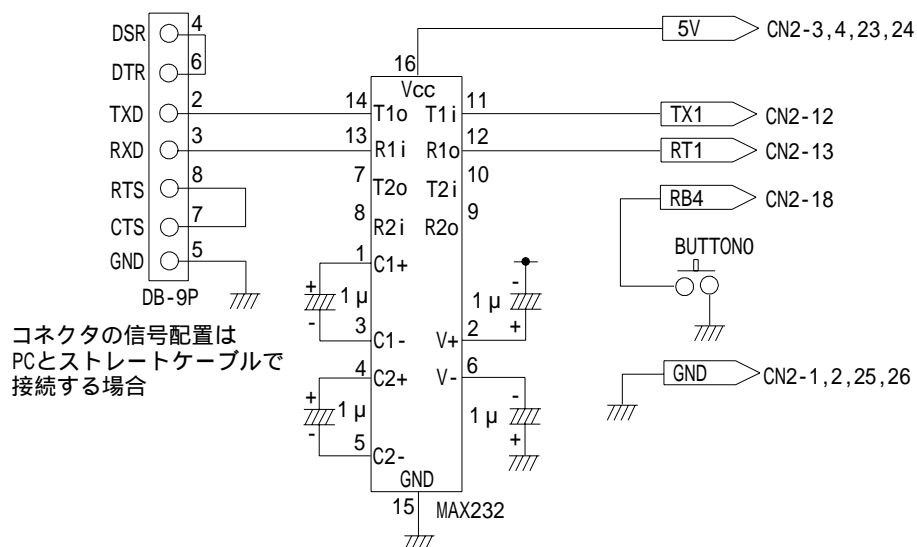 DSR 4
DTR 6
TXD 2
RXD 3
RTS 8
CTS 7
GND 5
DB-9P
コネクタの信号配置は
PCとストレートケーブルで
接続する場合
16
Vcc
14 T1o T1i 11
13 R1i R1o 12
7 T2o T2i 10
8 R2i R2o 9
1 C1+
+
1μ
-
3 C1-
4 C2+
+
1μ
-
5 C2-
-
1μ
+
V+ 2
V- 6
-
1μ
+
GND
15
MAX232
5V CN2-3,4,23,24
TX1 CN2-12
RT1 CN2-13
RB4 CN2-18
BUTTON0
GND CN2-1,2,25,26